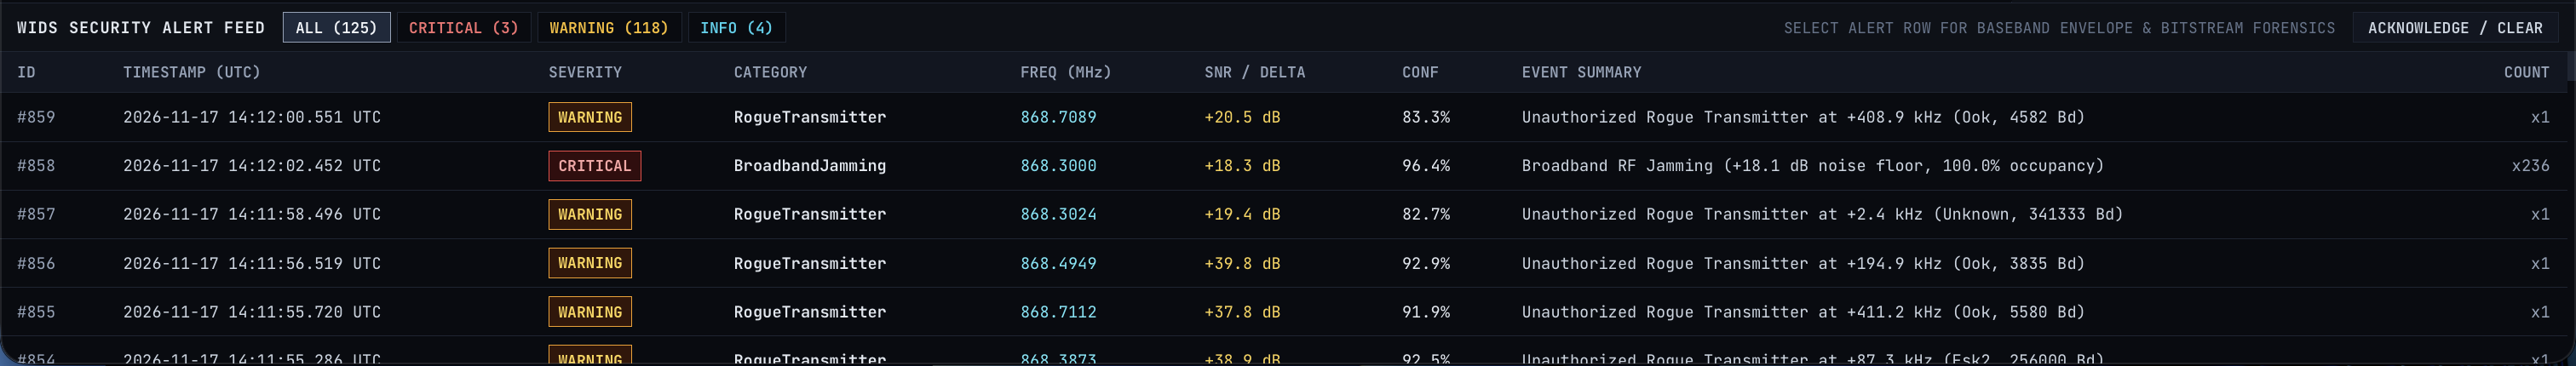 WIDS SECURITY ALERT FEED ALL (125) CRITICAL (3) WARNING (118) INFO (4) SELECT ALERT ROW FOR BASEBAND ENVELOPE & BITSTREAM FORENSICS ACKNOWLEDGE / CLEAR
ID TIMESTAMP (UTC) SEVERITY CATEGORY FREQ (MHz) SNR / DELTA CONF EVENT SUMMARY COUNT
#859 2026-11-17 14:12:00.551 UTC WARNING RogueTransmitter 868.7089 +20.5 dB 83.3% Unauthorized Rogue Transmitter at +408.9 kHz (Ook, 4582 Bd) x1
#858 2026-11-17 14:12:02.452 UTC CRITICAL BroadbandJamming 868.3000 +18.3 dB 96.4% Broadband RF Jamming (+18.1 dB noise floor, 100.0% occupancy) x236
#857 2026-11-17 14:11:58.496 UTC WARNING RogueTransmitter 868.3024 +19.4 dB 82.7% Unauthorized Rogue Transmitter at +2.4 kHz (Unknown, 341333 Bd) x1
#856 2026-11-17 14:11:56.519 UTC WARNING RogueTransmitter 868.4949 +39.8 dB 92.9% Unauthorized Rogue Transmitter at +194.9 kHz (Ook, 3835 Bd) x1
#855 2026-11-17 14:11:55.720 UTC WARNING RogueTransmitter 868.7112 +37.8 dB 91.9% Unauthorized Rogue Transmitter at +411.2 kHz (Ook, 5580 Bd) x1
#854 2026-11-17 14:11:55.286 UTC WARNING RogueTransmitter 868.3873 +38.9 dB 92.5% Unauthorized Rogue Transmitter at +87.3 kHz (Fsk2, 256000 Bd) x1